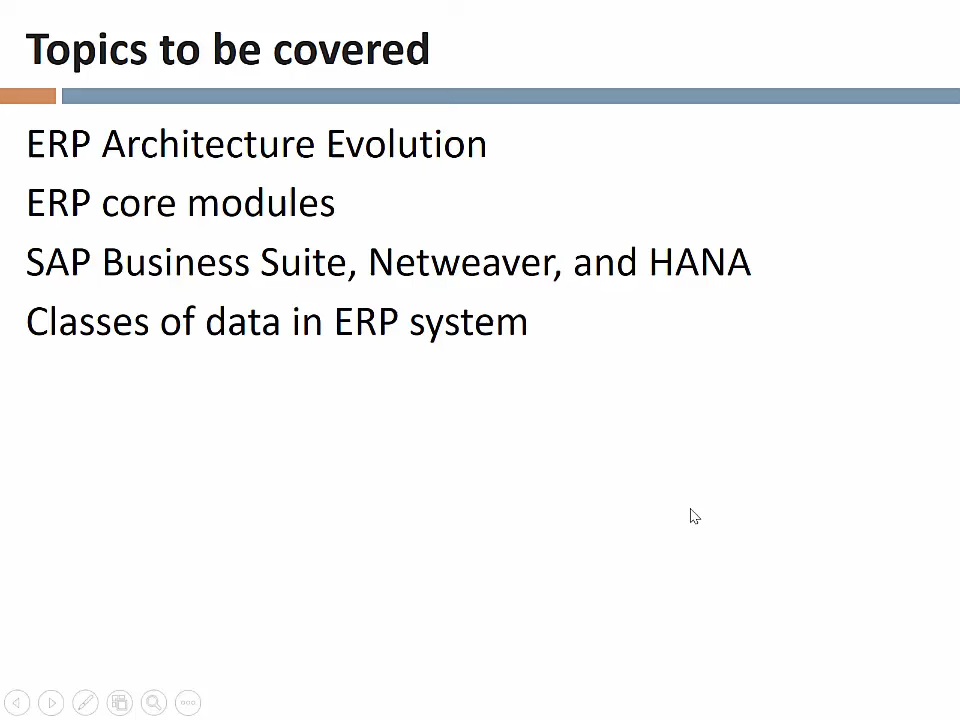 Topics to be covered
ERP Architecture Evolution
ERP core modules
SAP Business Suite, Netweaver, and HANA
Classes of data in ERP system